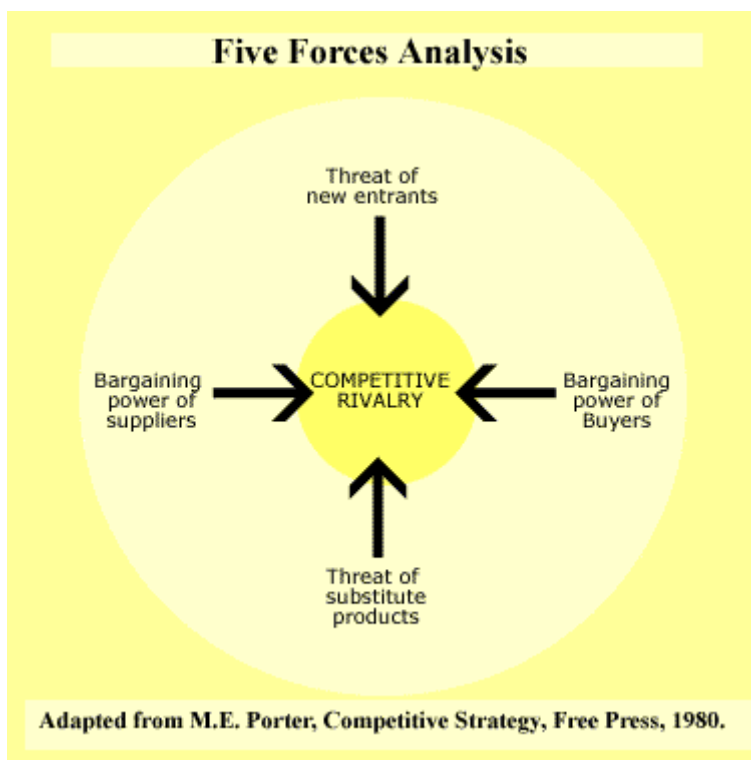 Five Forces Analysis
Threat of
new entrants
Bargaining
power of
suppliers
COMPETITIVE
RIVALRY
Bargaining
power of
Buyers
Threat of
substitute
products
Adapted from M.E. Porter, Competitive Strategy, Free Press, 1980.